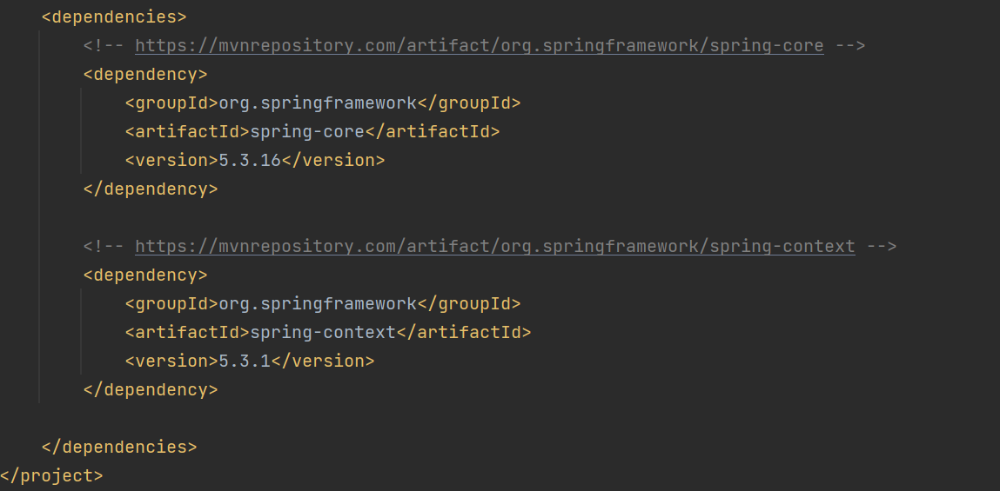 <dependencies>
<!-- https://mvnrepository.com/artifact/org.springframework/spring-core -->
<dependency>
<groupId>org.springframework</groupId>
<artifactId>spring-core</artifactId>
<version>5.3.16</version>
</dependency>
<!-- https://mvnrepository.com/artifact/org.springframework/spring-context -->
<dependency>
<groupId>org.springframework</groupId>
<artifactId>spring-context</artifactId>
<version>5.3.1</version>
</dependency>
</dependencies>
</project>